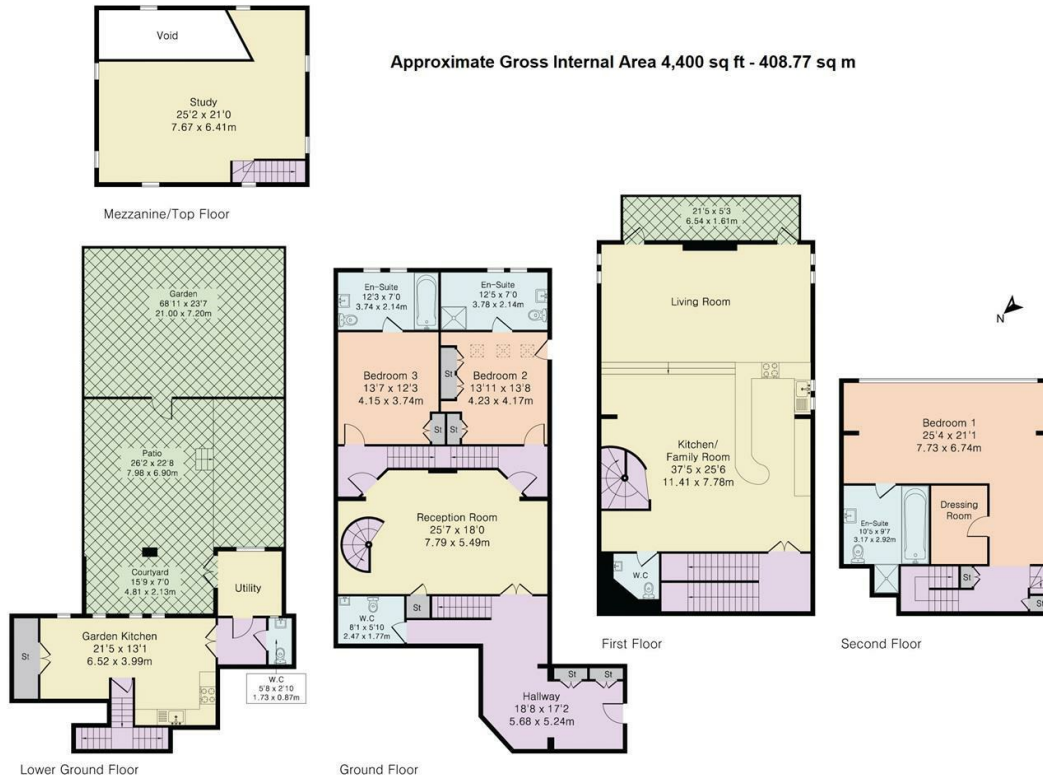 Approximate Gross Internal Area 4,400 sq ft - 408.77 sq m
Void
Study
25'2 x 21'0
7.67 x 6.41m
Mezzanine/Top Floor
Garden
68'11 x 23'7
21.00 x 7.20m
Patio
26'2 x 22'8
7.98 x 6.90m
Courtyard
15'9 x 7'0
4.81 x 2.13m
Utility
St
Garden Kitchen
21'5 x 13'1
6.52 x 3.99m
W.C
5'8 x 2'10
1.73 x 0.87m
Lower Ground Floor
En-Suite
12'3 x 7'0
3.74 x 2.14m
En-Suite
12'5 x 7'0
3.78 x 2.14m
Bedroom 3
13'7 x 12'3
4.15 x 3.74m
St
Bedroom 2
13'11 x 13'8
4.23 x 4.17m
St
St
Reception Room
25'7 x 18'0
7.79 x 5.49m
W.C
8'1 x 5'10
2.47 x 1.77m
St
St
St
Hallway
18'8 x 17'2
5.68 x 5.24m
Ground Floor
21'5 x 5'3
6.54 x 1.61m
Living Room
Kitchen/
Family Room
37'5 x 25'6
11.41 x 7.78m
W.C
First Floor
N
Bedroom 1
25'4 x 21'1
7.73 x 6.74m
En-Suite
10'5 x 9'7
3.17 x 2.92m
Dressing
Room
St
St
Second Floor